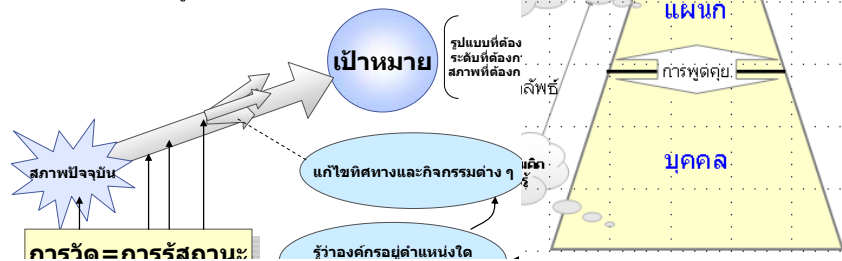 เป้าหมาย
รูปแบบที่ต้อง
ระดับที่ต้องก
สภาพที่ต้องก
สภาพปัจจุบัน
แก้ไขทิศทางและกิจกรรมต่าง ๆ
การวัด=การรู้สถานะ
รู้ว่าองค์กรอยู่ตำแหน่งใด
แผนก
การพูดคุย
ลัพธ์
บุคคล